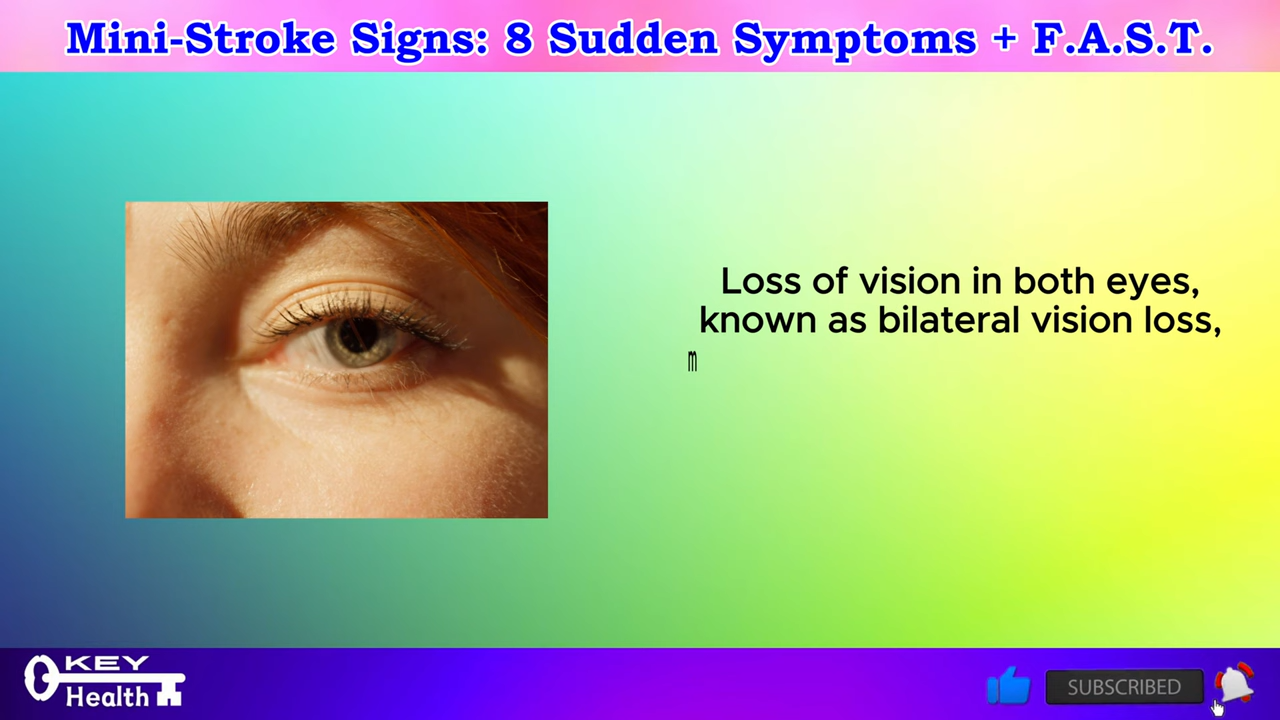 Mini-Stroke Signs: 8 Sudden Symptoms + F.A.S.T.
Loss of vision in both eyes,
known as bilateral vision loss,
m
KEY
Health
SUBSCRIBED